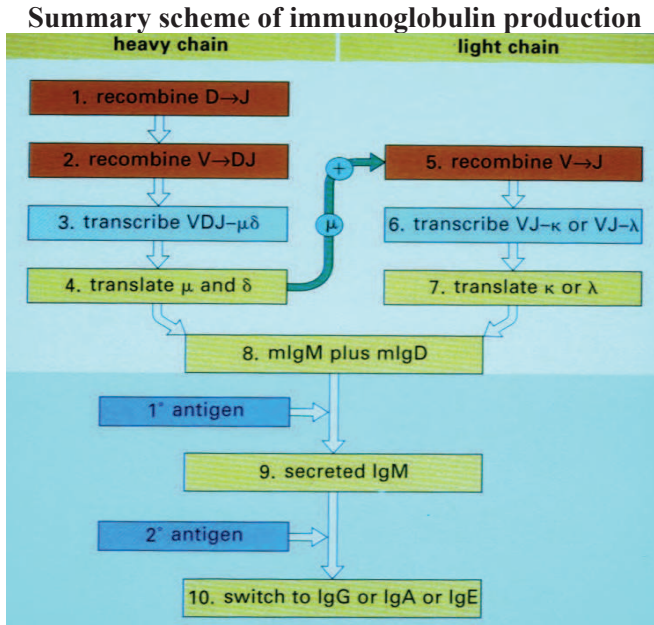 Summary scheme of immunoglobulin production
heavy chain
light chain
1. recombine D→J
2. recombine V→DJ
3. transcribe VDJ–μδ
4. translate μ and δ
+
μ
5. recombine V→J
6. transcribe VJ–κ or VJ–λ
7. translate κ or λ
8. mIgM plus mIgD
1° antigen
9. secreted IgM
2° antigen
10. switch to IgG or IgA or IgE